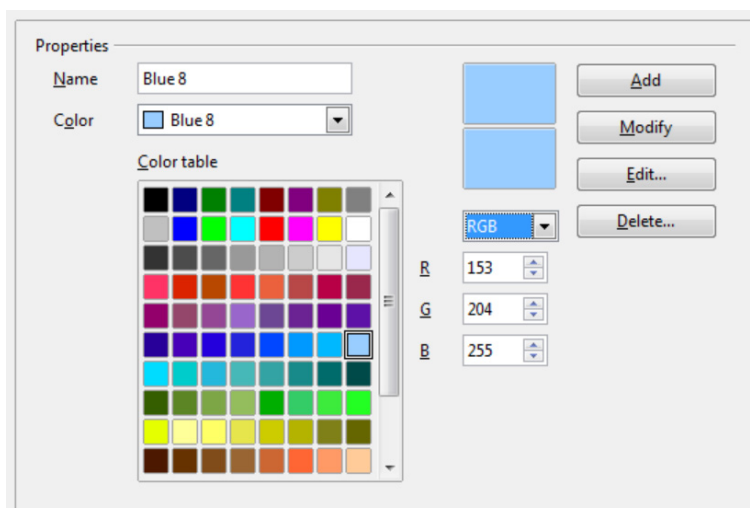 Properties
Name Blue 8 Add
Color Blue 8 Modify
Color table Edit...
RGB Delete...
R 153
G 204
B 255